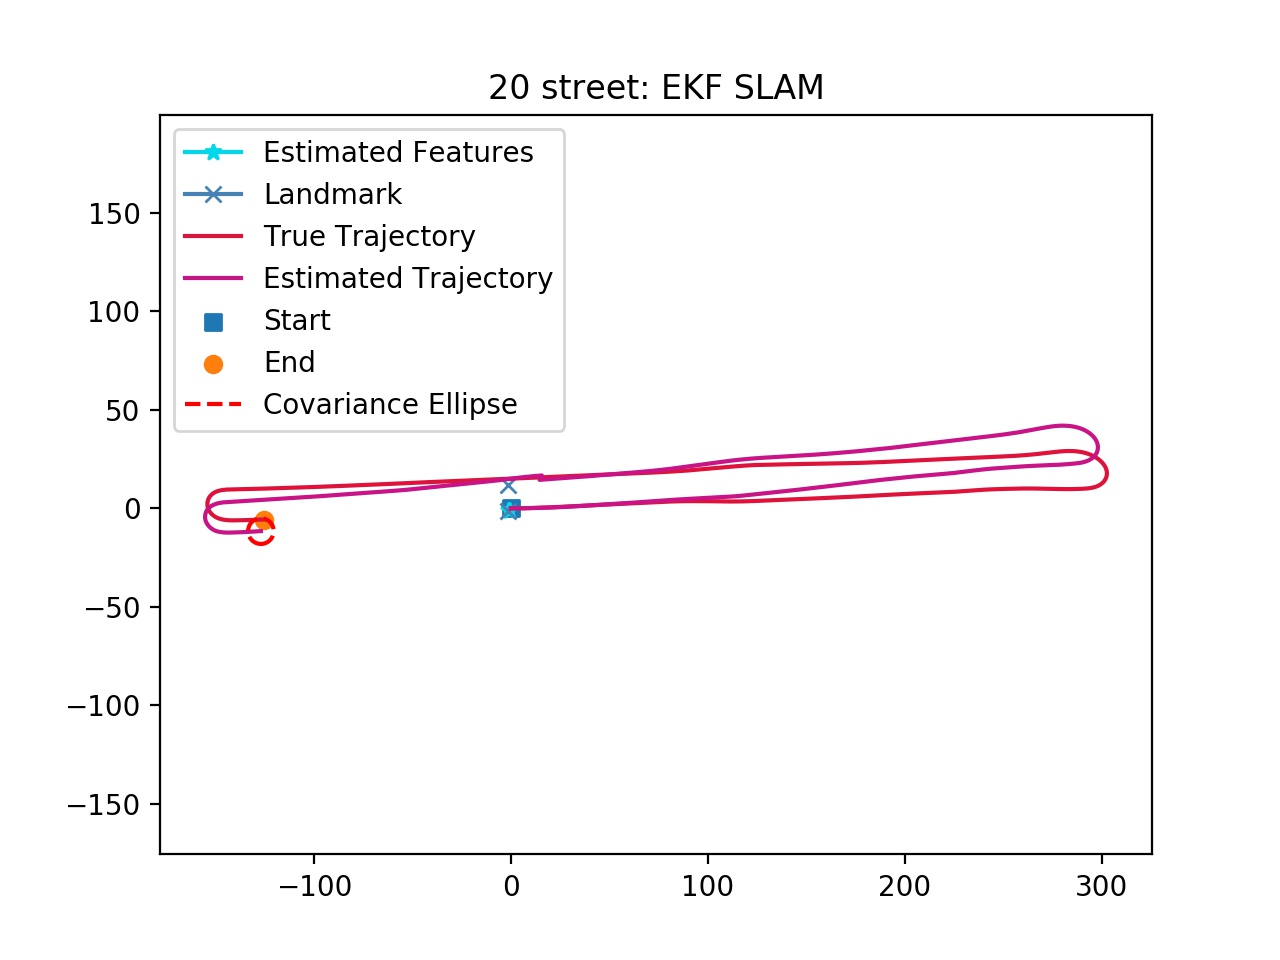 20 street: EKF SLAM
Estimated Features
Landmark
True Trajectory
Estimated Trajectory
Start
End
Covariance Ellipse
150
100
50
0
−50
−100
−150
−100 0 100 200 300